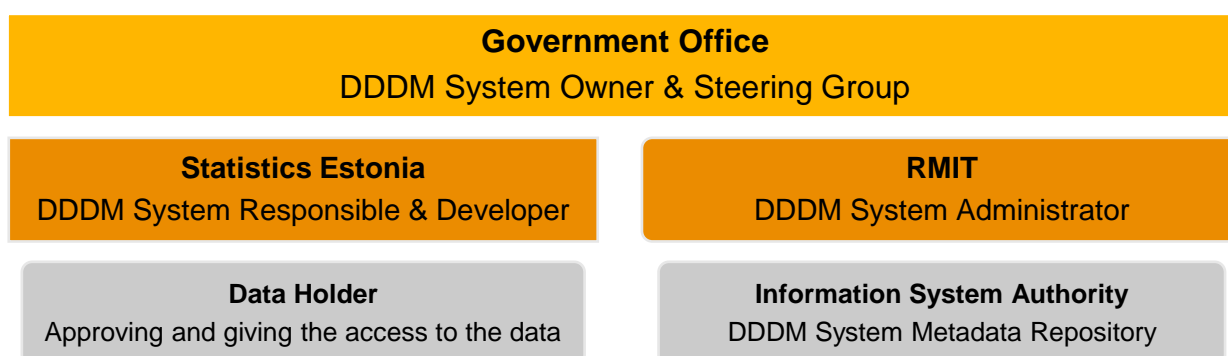 Government Office
DDDM System Owner & Steering Group
Statistics Estonia
DDDM System Responsible & Developer
RMIT
DDDM System Administrator
Data Holder
Approving and giving the access to the data
Information System Authority
DDDM System Metadata Repository